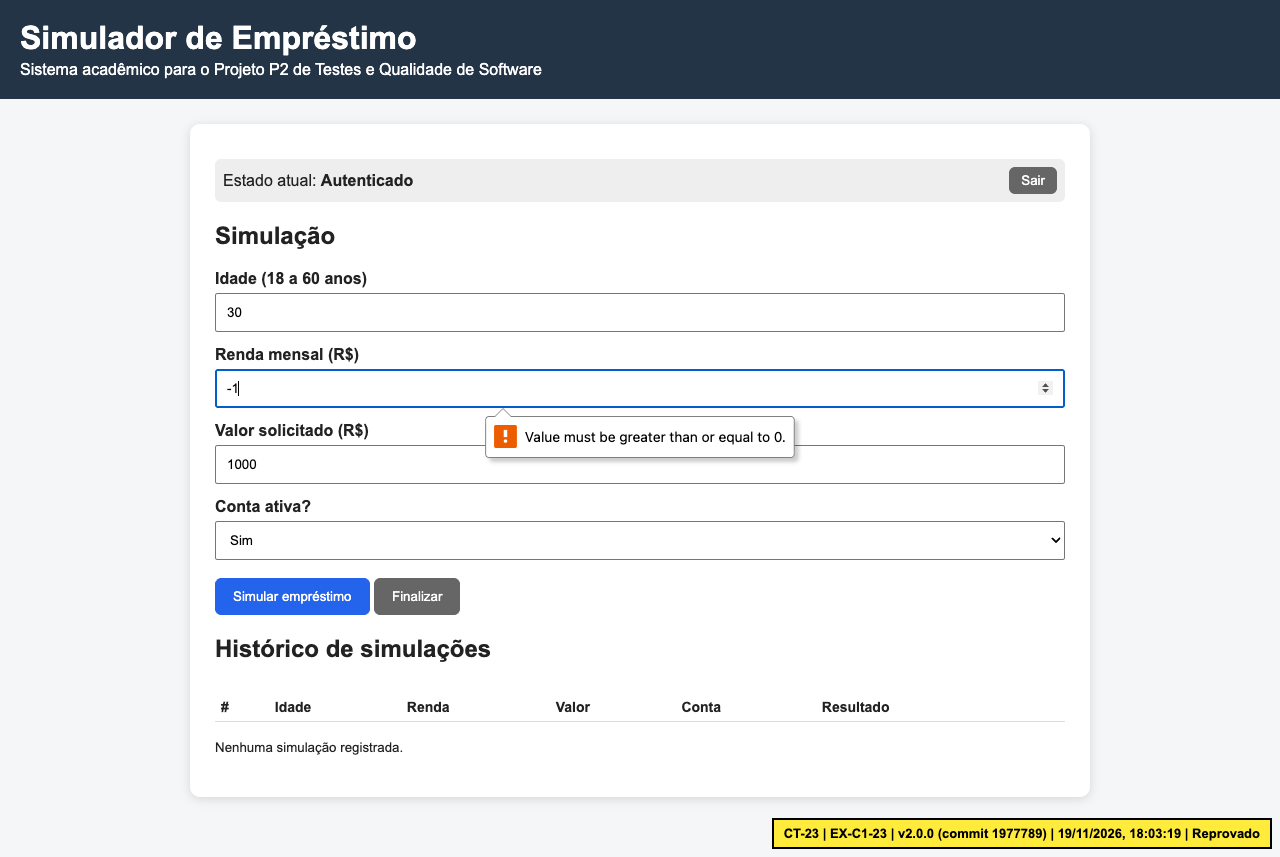 Simulador de Empréstimo
Sistema acadêmico para o Projeto P2 de Testes e Qualidade de Software
Estado atual: Autenticado
Sair
Simulação
Idade (18 a 60 anos)
30
Renda mensal (R$)
-1
Value must be greater than or equal to 0.
Valor solicitado (R$)
1000
Conta ativa?
Sim
Simular empréstimo Finalizar
Histórico de simulações
# Idade Renda Valor Conta Resultado
Nenhuma simulação registrada.
CT-23 | EX-C1-23 | v2.0.0 (commit 1977789) | 19/11/2026, 18:03:19 | Reprovado